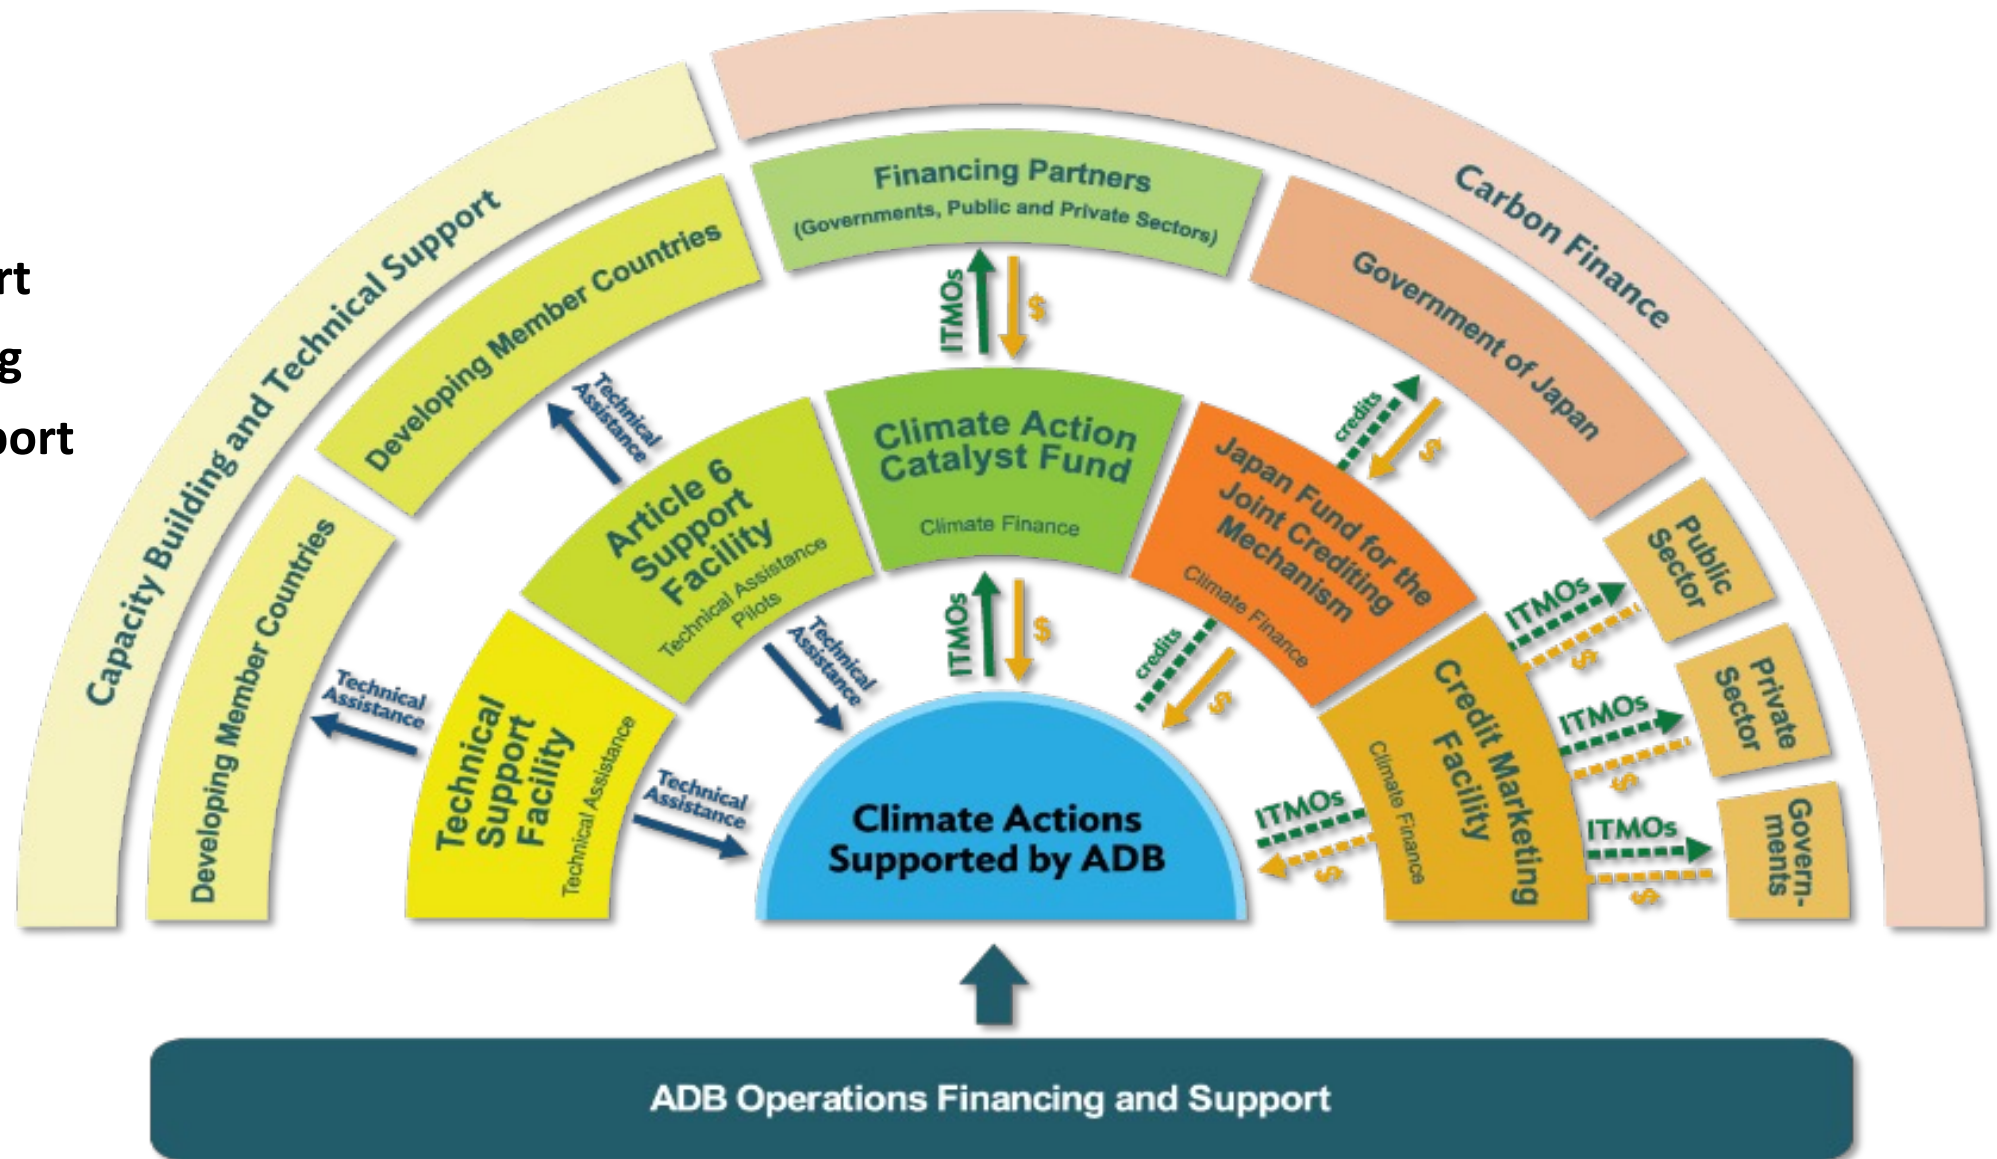 rt
g
port
Capacity Building and Technical Support
Carbon Finance
Developing Member Countries
Developing Member Countries
Financing Partners
(Governments, Public and Private Sectors)
Government of Japan
Public
Sector
Private
Sector
Govern-
ments
Technical
Assistance
Technical
Assistance
ITMOs
$
credits
$
ITMOs
$
ITMOs
$
ITMOs
$
Technical
Support
Facility
Technical Assistance
Article 6
Support
Facility
Technical Assistance
Pilots
Climate Action
Catalyst Fund
Climate Finance
Japan Fund for the
Joint Crediting
Mechanism
Climate Finance
Credit Marketing
Facility
Climate Finance
Technical
Assistance
Technical
Assistance
ITMOs
$
credits
$
ITMOs
$
Climate Actions
Supported by ADB
ADB Operations Financing and Support